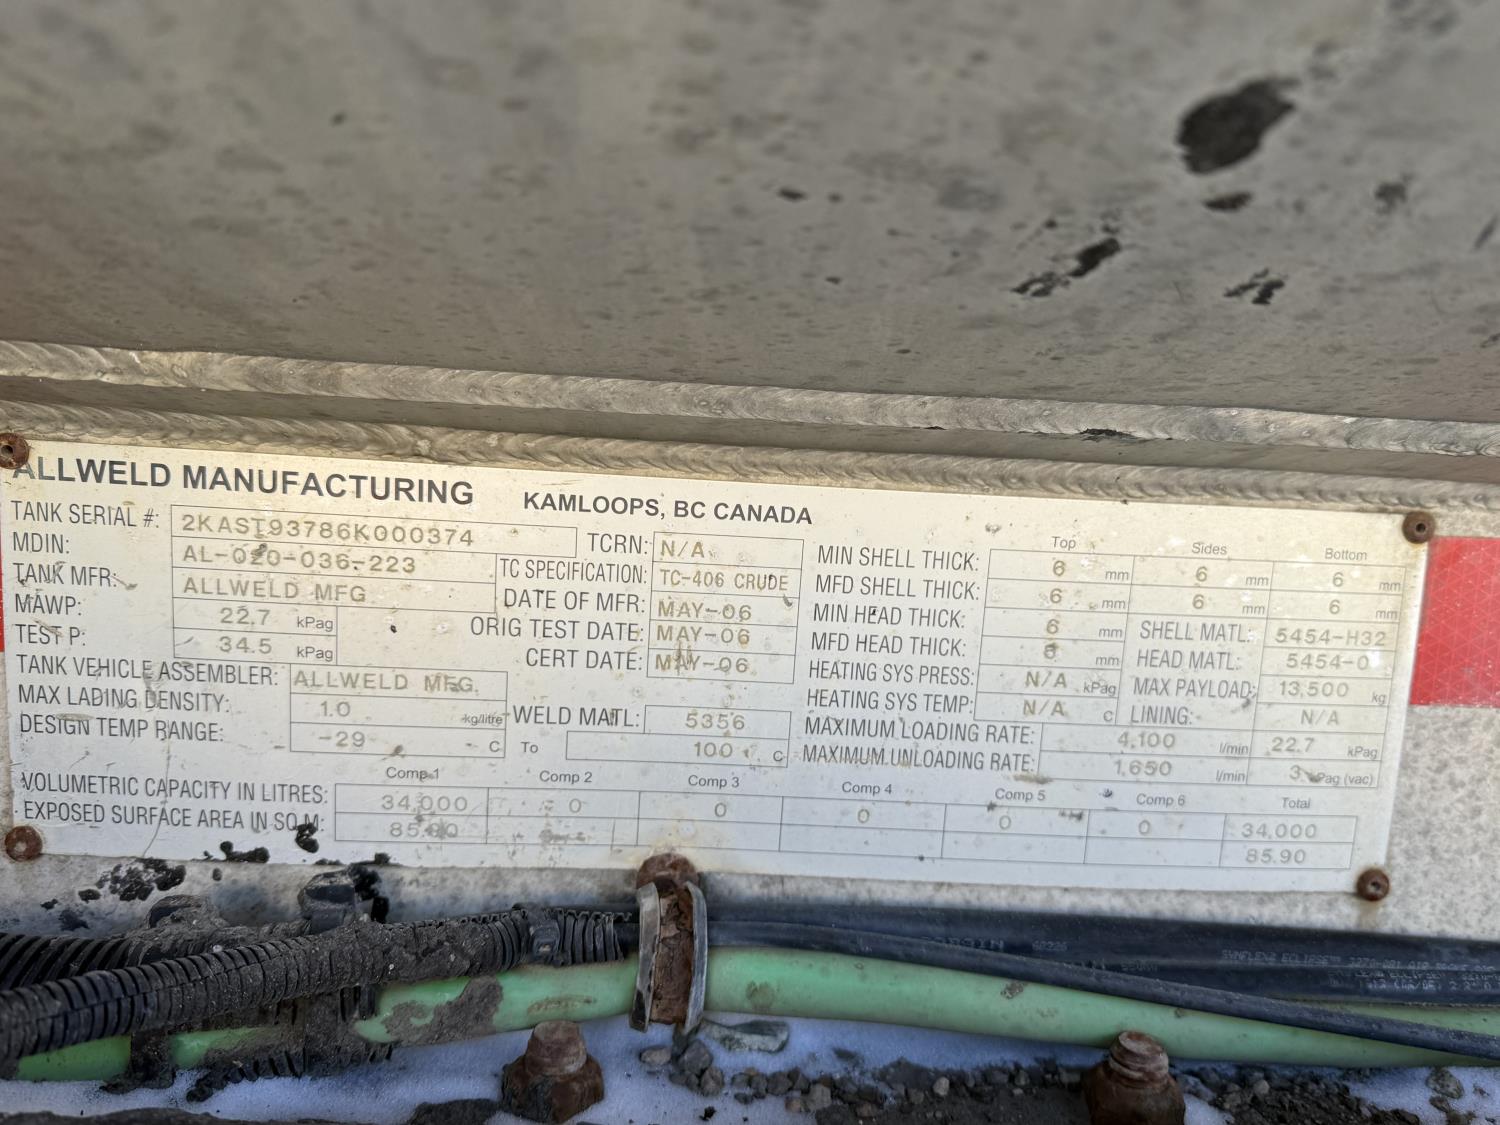 ALLWELD MANUFACTURING KAMLOOPS, BC CANADA
TANK SERIAL #: 2KAST93786K000374
MDIN: AL-020-036-223
TANK MFR: ALLWELD MFG
MAWP: 22.7 kPag
TEST P: 34.5 kPag
TANK VEHICLE ASSEMBLER: ALLWELD MFG.
MAX LADING DENSITY: 1.0 kg/litre
DESIGN TEMP RANGE: -29 C To 100 C
TCRN: N/A
TC SPECIFICATION: TC-406 CRUDE
DATE OF MFR: MAY-06
ORIG TEST DATE: MAY-06
CERT DATE: MAY-06
WELD MATL: 5356
Top Sides Bottom
MIN SHELL THICK: 6 mm 6 mm 6 mm
MFD SHELL THICK: 6 mm 6 mm 6 mm
MIN HEAD THICK: 6 mm SHELL MATL: 5454-H32
MFD HEAD THICK: 6 mm HEAD MATL: 5454-0
HEATING SYS PRESS: N/A kPag MAX PAYLOAD: 13,500 kg
HEATING SYS TEMP: N/A C LINING: N/A
MAXIMUM LOADING RATE: 4,100 l/min 22.7 kPag
MAXIMUM UNLOADING RATE: 1,650 l/min 3 kPag (vac)
Comp 1 Comp 2 Comp 3 Comp 4 Comp 5 Comp 6 Total
VOLUMETRIC CAPACITY IN LITRES: 34,000 0 0 0 0 0 34,000
EXPOSED SURFACE AREA IN SQ M: 85.90 85.90
SYNFLEX ECLIPSE